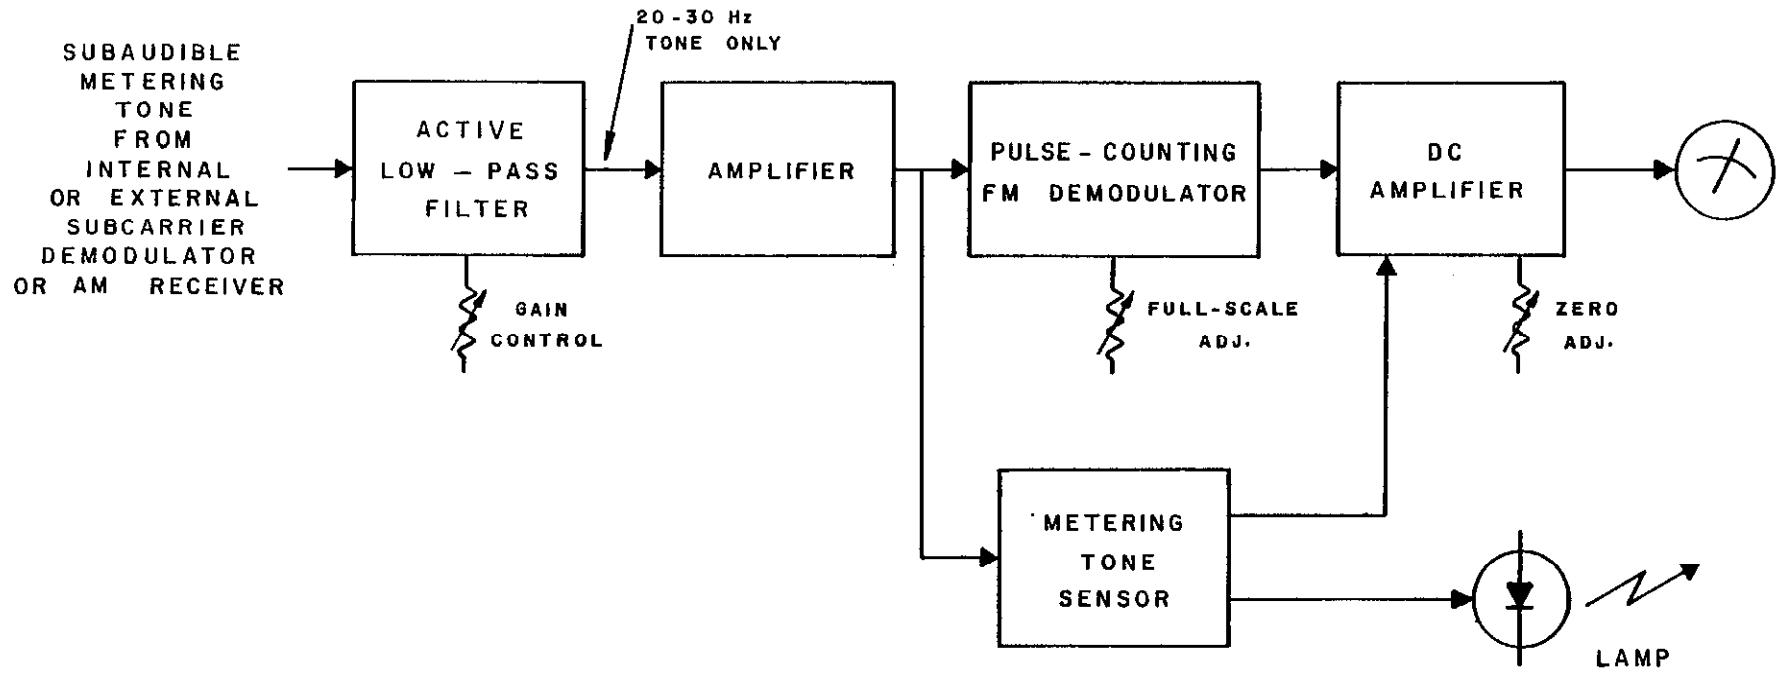 20-30 Hz
TONE ONLY
SUBAUDIBLE
METERING
TONE
FROM
INTERNAL
OR EXTERNAL
SUBCARRIER
DEMODULATOR
OR AM RECEIVER
ACTIVE
LOW - PASS
FILTER
GAIN
CONTROL
AMPLIFIER
PULSE-COUNTING
FM DEMODULATOR
FULL-SCALE
ADJ.
DC
AMPLIFIER
ZERO
ADJ.
METERING
TONE
SENSOR
LAMP